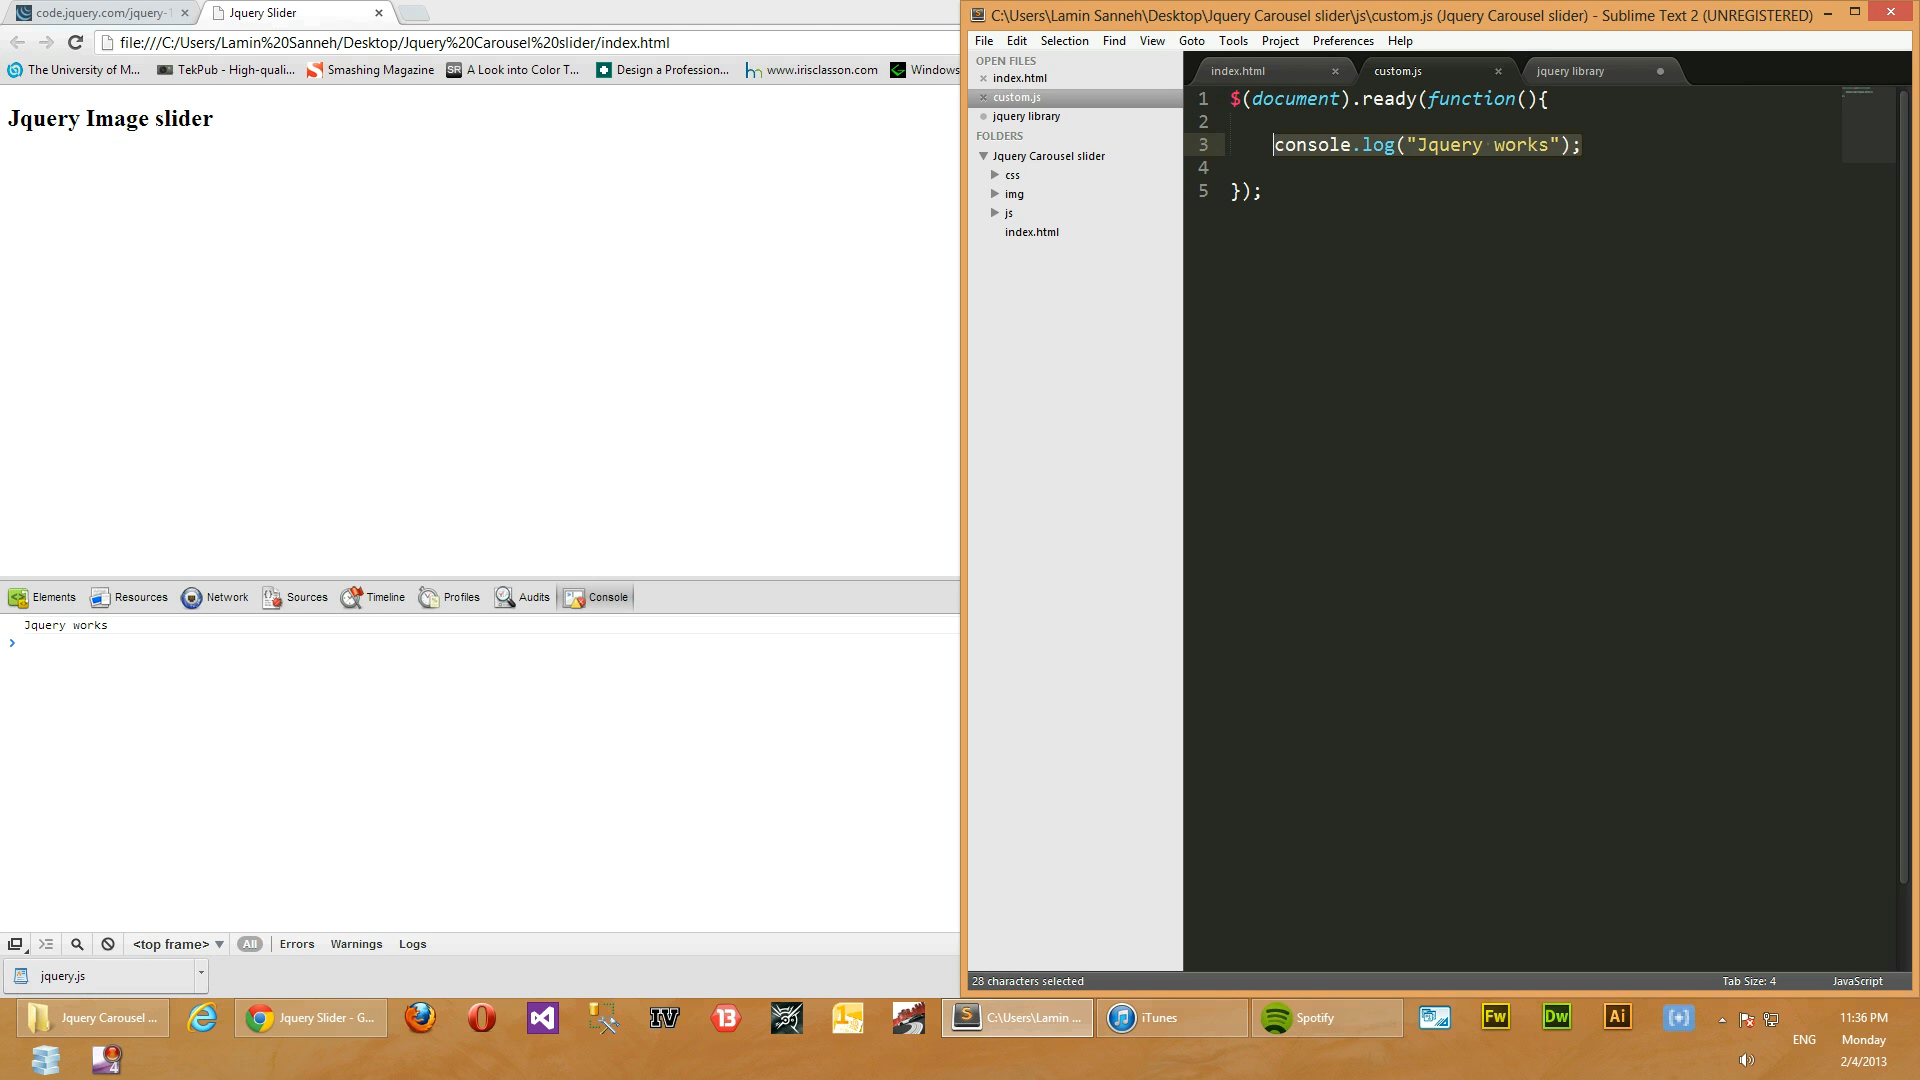 code.jquery.com/jquery-1
Jquery Slider
file:///C:/Users/Lamin%20Sanneh/Desktop/Jquery%20Carousel%20slider/index.html
The University of M...
TekPub - High-quali...
Smashing Magazine
SR
A Look into Color T...
Design a Profession...
www.irisclasson.com
Windows
Jquery Image slider
Elements
Resources
Network
Sources
Timeline
Profiles
Audits
Console
Jquery works
<top frame>
All
Errors
Warnings
Logs
jquery.js
C:\Users\Lamin Sanneh\Desktop\Jquery Carousel slider\js\custom.js (Jquery Carousel slider) - Sublime Text 2 (UNREGISTERED)
File Edit Selection Find View Goto Tools Project Preferences Help
OPEN FILES
index.html
custom.js
jquery library
FOLDERS
Jquery Carousel slider
css
img
js
index.html
index.html
custom.js
jquery library
1 $(document).ready(function(){
2
3 console.log("Jquery works");
4
5 });
28 characters selected
Tab Size: 4
JavaScript
Jquery Carousel ...
Jquery Slider - G...
IV
13
C:\Users\Lamin ...
iTunes
Spotify
Fw
Dw
Ai
ENG
11:36 PM
Monday
2/4/2013
4